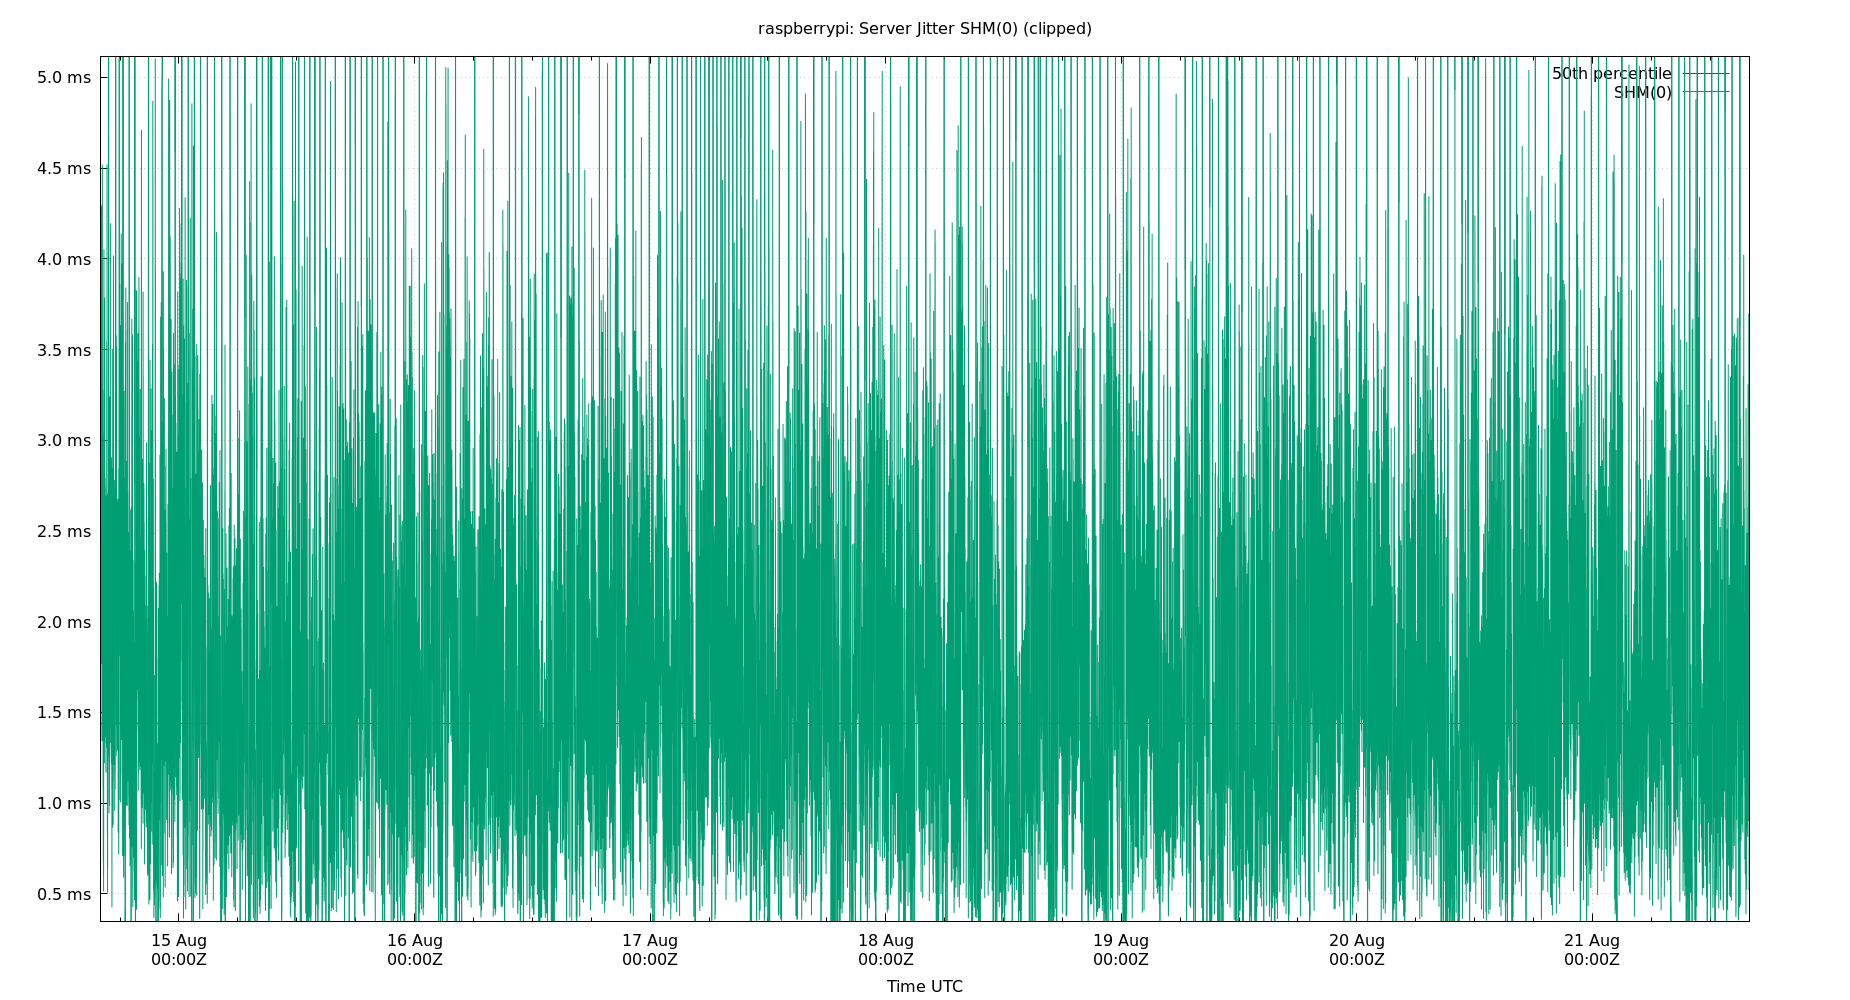 raspberrypi: Server Jitter SHM(0) (clipped)
50th percentile
SHM(0)
5.0 ms
4.5 ms
4.0 ms
3.5 ms
3.0 ms
2.5 ms
2.0 ms
1.5 ms
1.0 ms
0.5 ms
15 Aug 16 Aug 17 Aug 18 Aug 19 Aug 20 Aug 21 Aug
00:00Z 00:00Z 00:00Z 00:00Z 00:00Z 00:00Z 00:00Z
Time UTC